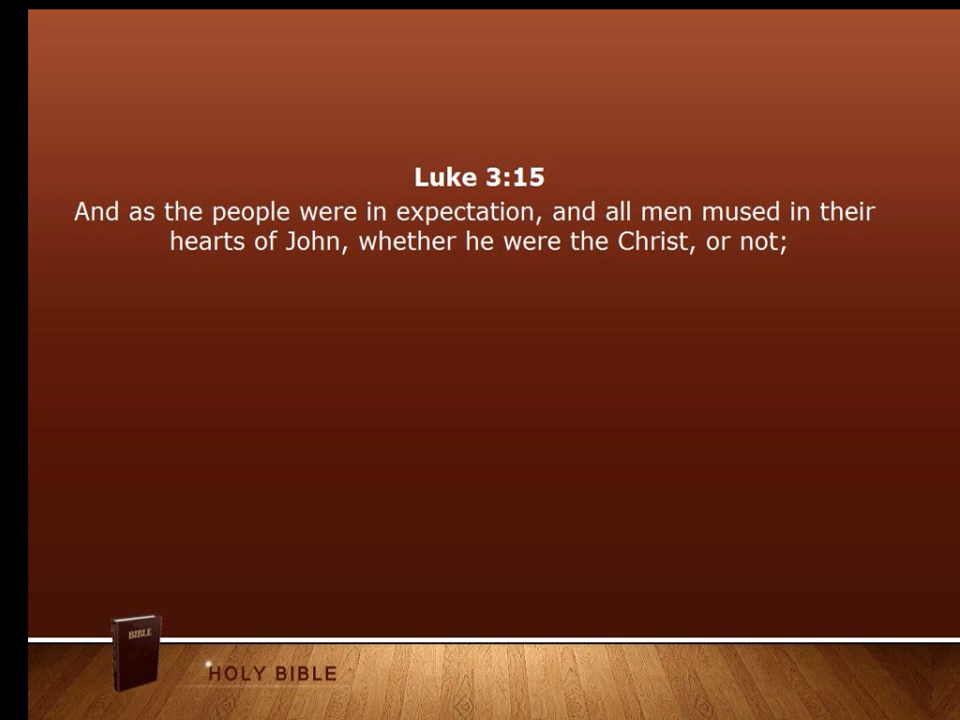 Luke 3:15
And as the people were in expectation, and all men mused in their
hearts of John, whether he were the Christ, or not;
BIBLE
HOLY BIBLE